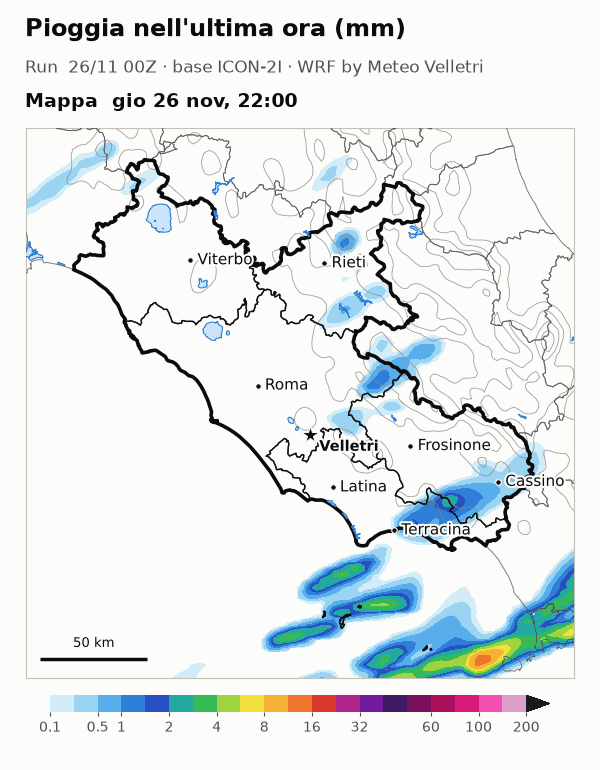 Pioggia nell'ultima ora (mm)
Run  26/11 00Z · base ICON-2I · WRF by Meteo Velletri
Mappa  gio 26 nov, 22:00
Viterbo
Rieti
Roma
Velletri
Frosinone
Cassino
Latina
Terracina
50 km
0.1 0.5 1 2 4 8 16 32 60 100 200